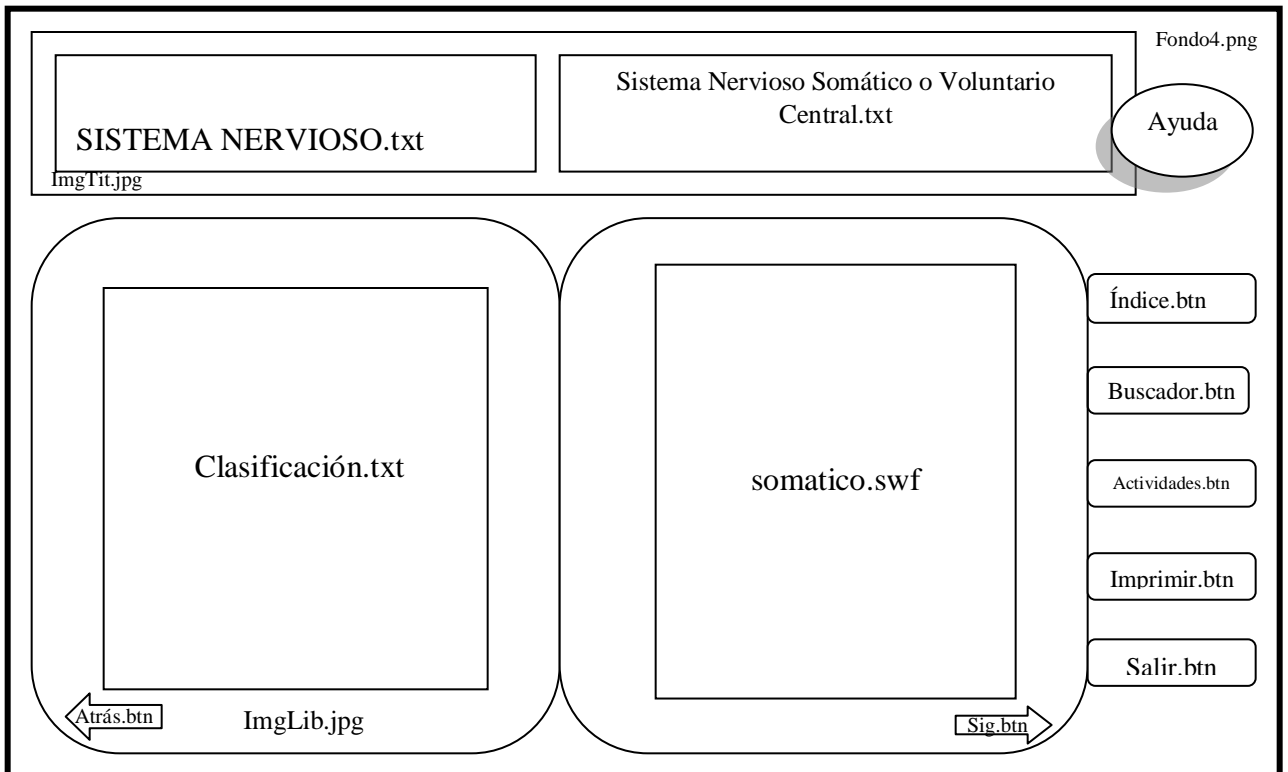 Fondo4.png
Sistema Nervioso Somático o Voluntario
Central.txt
Ayuda
SISTEMA NERVIOSO.txt
ImgTit.jpg
Índice.btn
Buscador.btn
Clasificación.txt
somatico.swf
Actividades.btn
Imprimir.btn
Salir.btn
Atrás.btn
ImgLib.jpg
Sig.btn